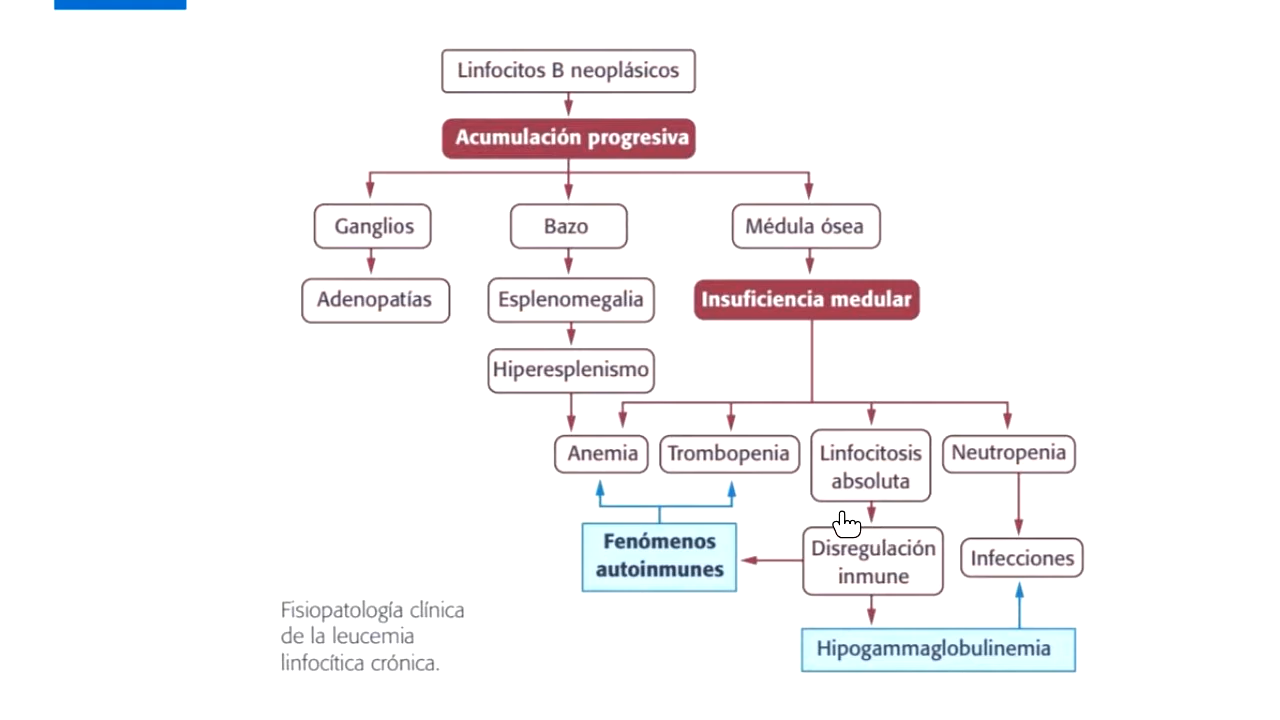 Linfocitos B neoplásicos
Acumulación progresiva
Ganglios
Bazo
Médula ósea
Adenopatías
Esplenomegalia
Insuficiencia medular
Hiperesplenismo
Anemia
Trombopenia
Linfocitosis
absoluta
Neutropenia
Fenómenos
autoinmunes
Disregulación
inmune
Infecciones
Hipogammaglobulinemia
Fisiopatología clínica
de la leucemia
linfocítica crónica.